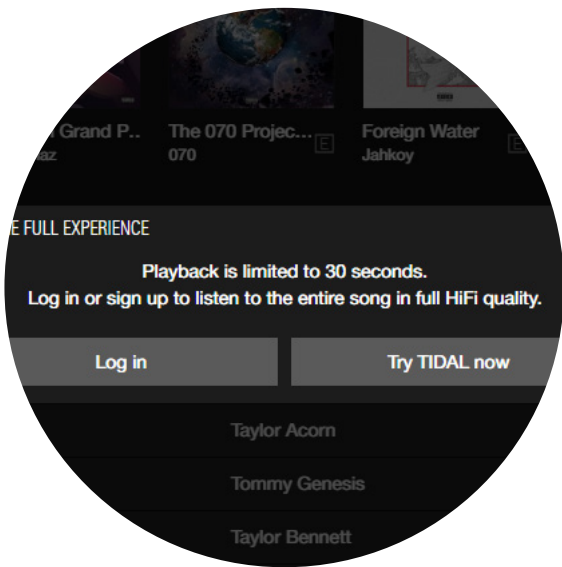 Grand P.. The 070 Projec... E Foreign Water E
070 Jahkoy
E FULL EXPERIENCE
Playback is limited to 30 seconds.
Log in or sign up to listen to the entire song in full HiFi quality.
Log in Try TIDAL now
Taylor Acorn
Tommy Genesis
Taylor Bennett